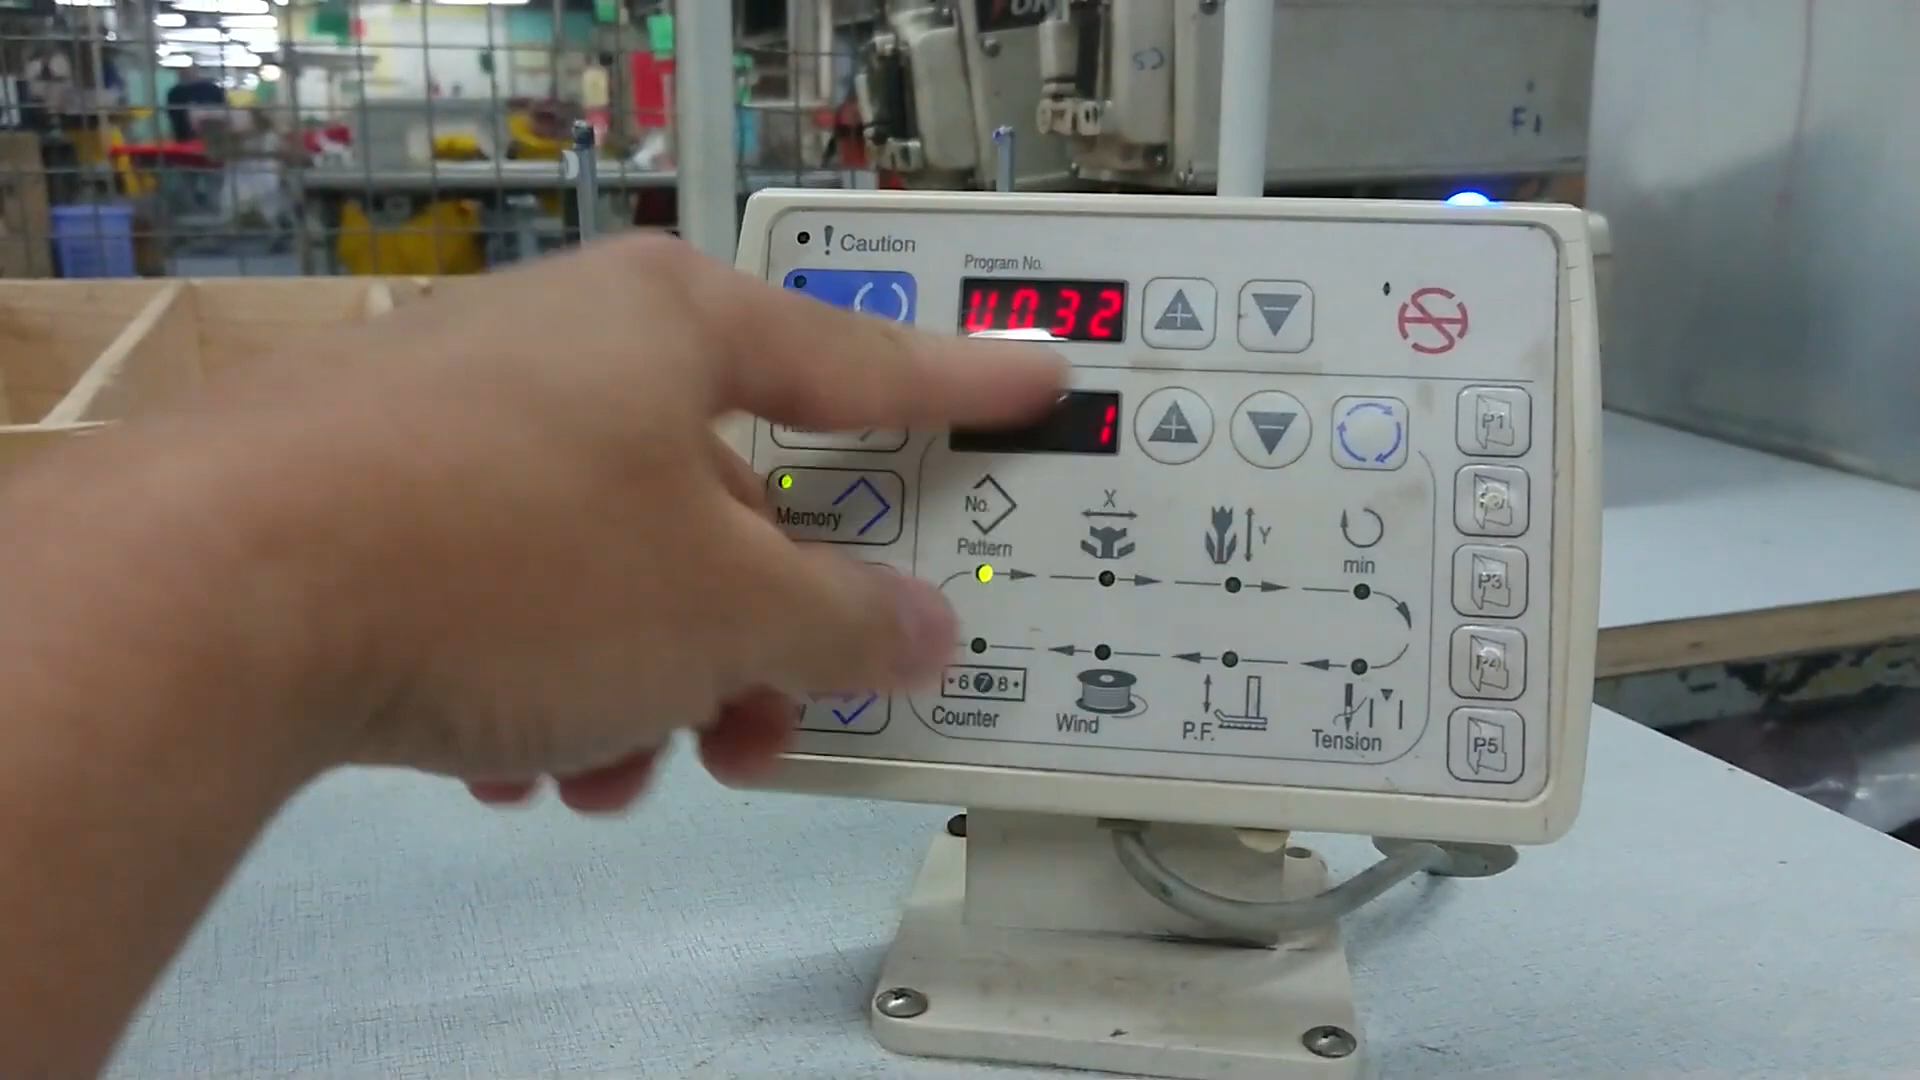 ! Caution
Program No.
U032
1
P1
Memory
No.
X
Y
Pattern
min
P3
P4
6 7 8
Counter
Wind
P.F.
Tension
P5
F1